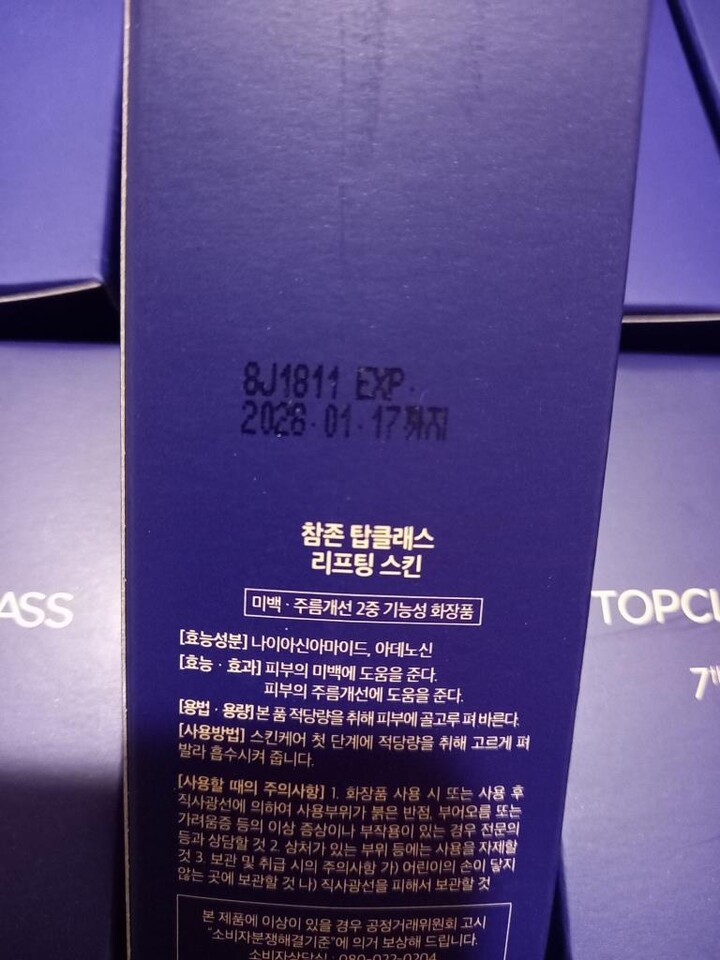 8J1811 EXP.
2026.01.17까지
참존 탑클래스
리프팅 스킨
미백 · 주름개선 2중 기능성 화장품
[효능성분] 나이아신아마이드, 아데노신
[효능 · 효과] 피부의 미백에 도움을 준다.
피부의 주름개선에 도움을 준다.
[용법 · 용량] 본 품 적당량을 취해 피부에 골고루 펴 바른다.
[사용방법] 스킨케어 첫 단계에 적당량을 취해 고르게 펴
발라 흡수시켜 줍니다.
[사용할 때의 주의사항] 1. 화장품 사용 시 또는 사용 후
직사광선에 의하여 사용부위가 붉은 반점, 부어오름 또는
가려움증 등의 이상 증상이나 부작용이 있는 경우 전문의
등과 상담할 것 2. 상처가 있는 부위 등에는 사용을 자제할
것 3. 보관 및 취급 시의 주의사항 가) 어린이의 손이 닿지
않는 곳에 보관할 것 나) 직사광선을 피해서 보관할 것
본 제품에 이상이 있을 경우 공정거래위원회 고시
"소비자분쟁해결기준"에 의거 보상해 드립니다.
소비자상담실 : 080-022-0204
ASS
TOPCL
7th